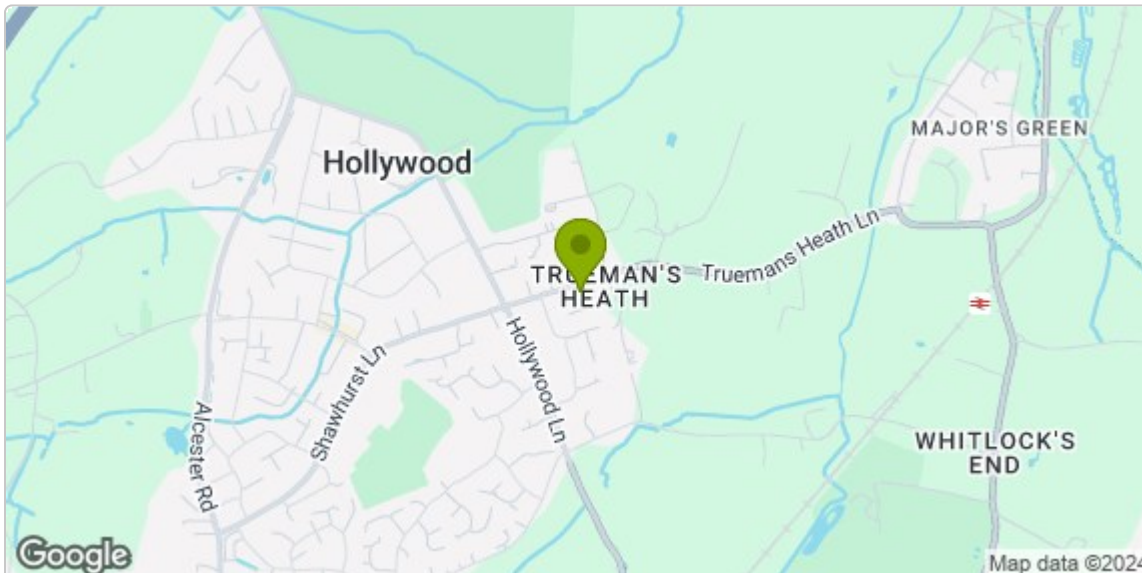 MAJOR'S GREEN
Hollywood
TRUEMAN'S
HEATH
Truemans Heath Ln
Hollywood Ln
Shawhurst Ln
Alcester Rd
WHITLOCK'S
END
Google
Map data ©2024